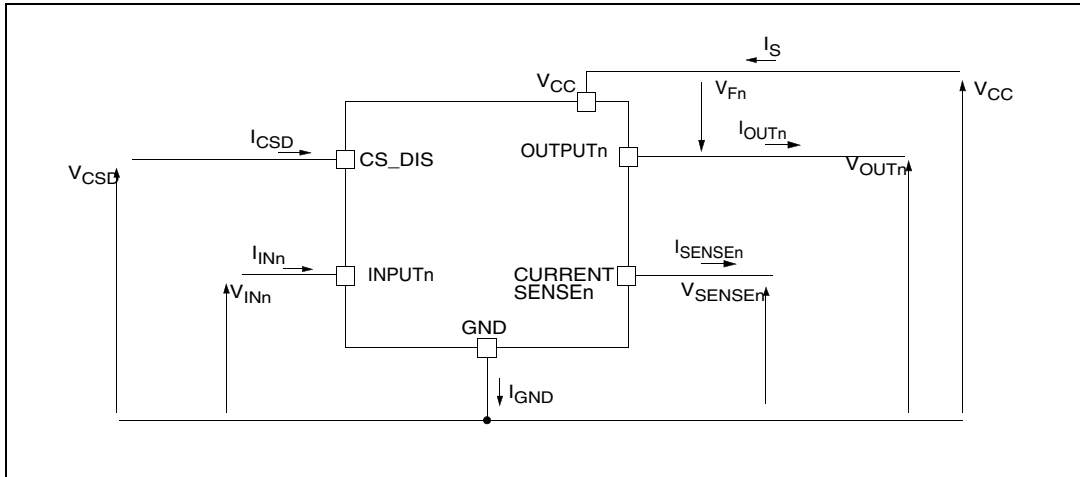 I_S
V_CC
V_Fn
V_CC
I_CSD
I_OUTn
OUTPUTn
CS_DIS
V_CSD
V_OUTn
I_INn
I_SENSEn
INPUTn
CURRENT
SENSEn
V_INn
V_SENSEn
GND
I_GND